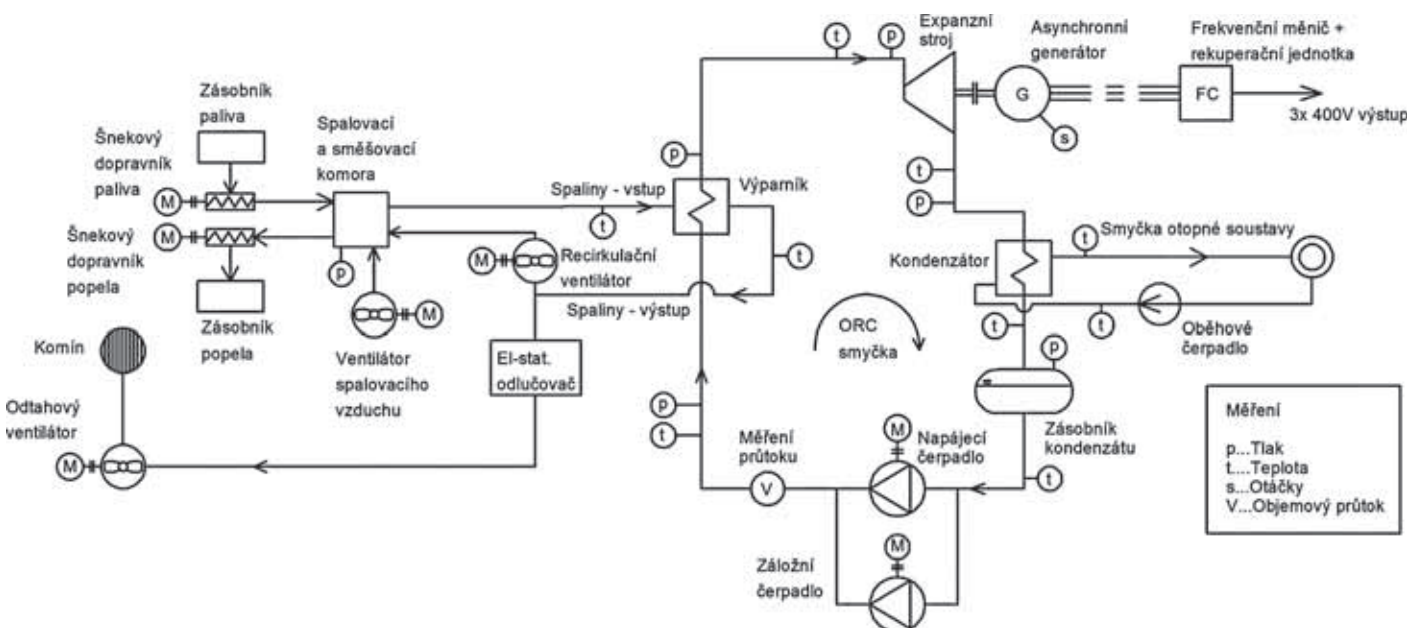 Expanzní
stroj
Asynchronní
generátor
Frekvenční měnič +
rekuperační jednotka
t
p
G
FC
3x 400V výstup
s
Zásobník
paliva
Šnekový
dopravník
paliva
Spalovací
a směšovací
komora
M
p
Spaliny - vstup
t
Výparník
t
p
Šnekový
dopravník
popela
M
p
Zásobník
popela
M
Recirkulační
ventilátor
Spaliny - výstup
t
Kondenzátor
t
Smyčka otopné soustavy
t
Oběhové
čerpadlo
t
ORC
smyčka
Komín
M
Ventilátor
spalovacího
vzduchu
El-stat.
odlučovač
p
Zásobník
kondenzátu
Odtahový
ventilátor
M
p
t
Měření
průtoku
V
M
Napájecí
čerpadlo
t
Záložní
čerpadlo
M
Měření
p...Tlak
t....Teplota
s...Otáčky
V...Objemový průtok